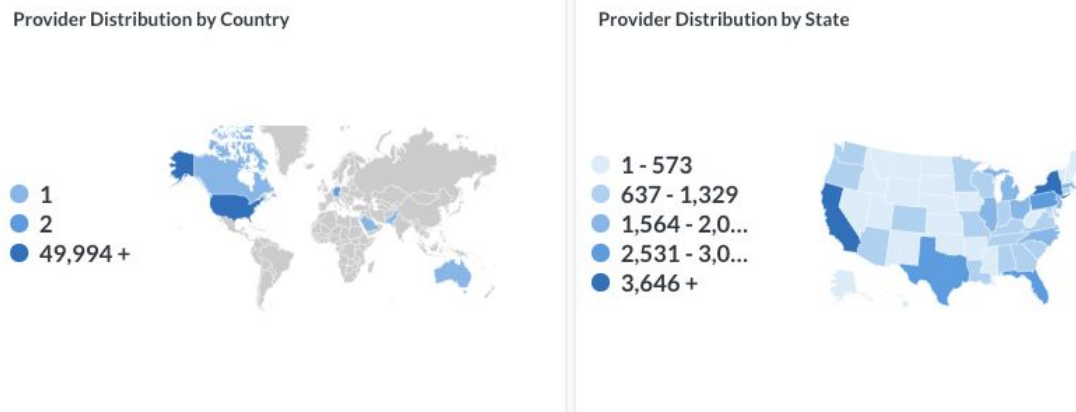 Provider Distribution by Country
1
2
49,994 +
Provider Distribution by State
1 - 573
637 - 1,329
1,564 - 2,0...
2,531 - 3,0...
3,646 +